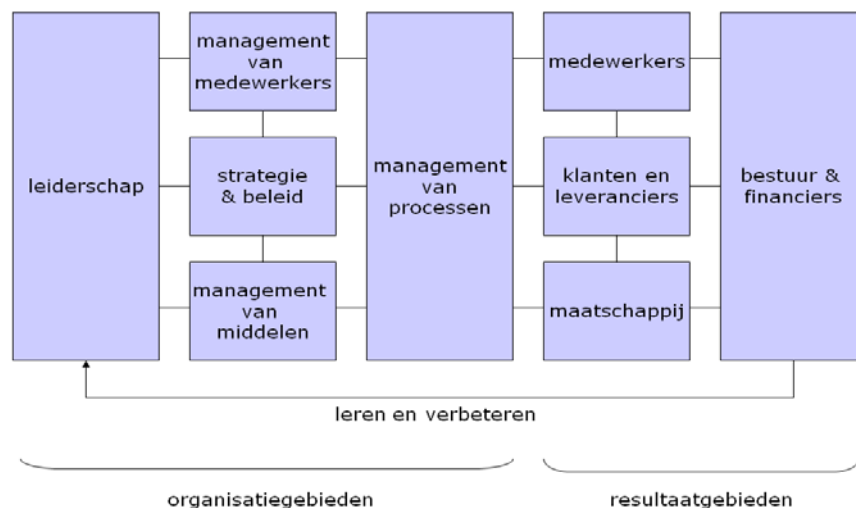 leiderschap
management
van
medewerkers
strategie
& beleid
management
van
middelen
management
van
processen
medewerkers
klanten en
leveranciers
maatschappij
bestuur &
financiers
leren en verbeteren
organisatiegebieden
resultaatgebieden